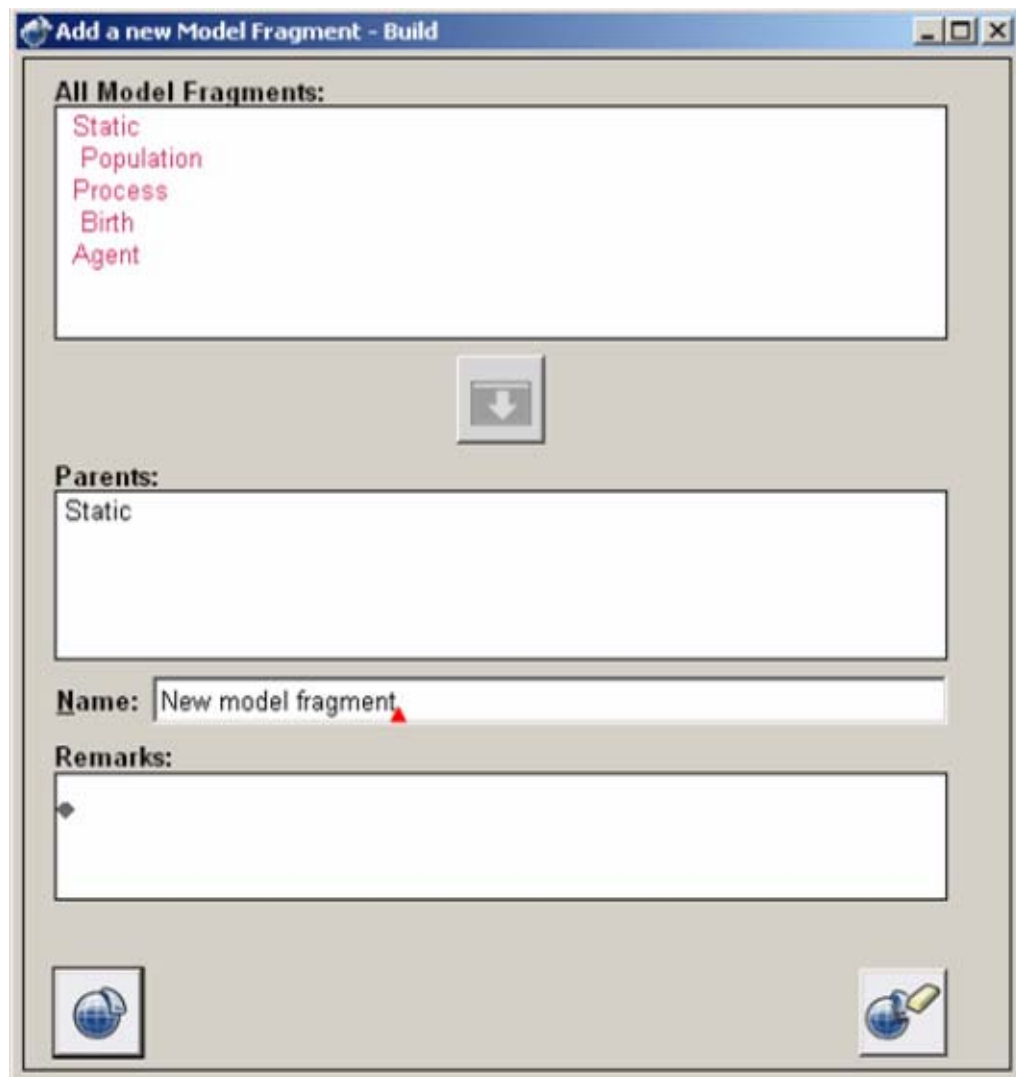 Add a new Model Fragment - Build
All Model Fragments:
Static
Population
Process
Birth
Agent
Parents:
Static
Name: New model fragment
Remarks: